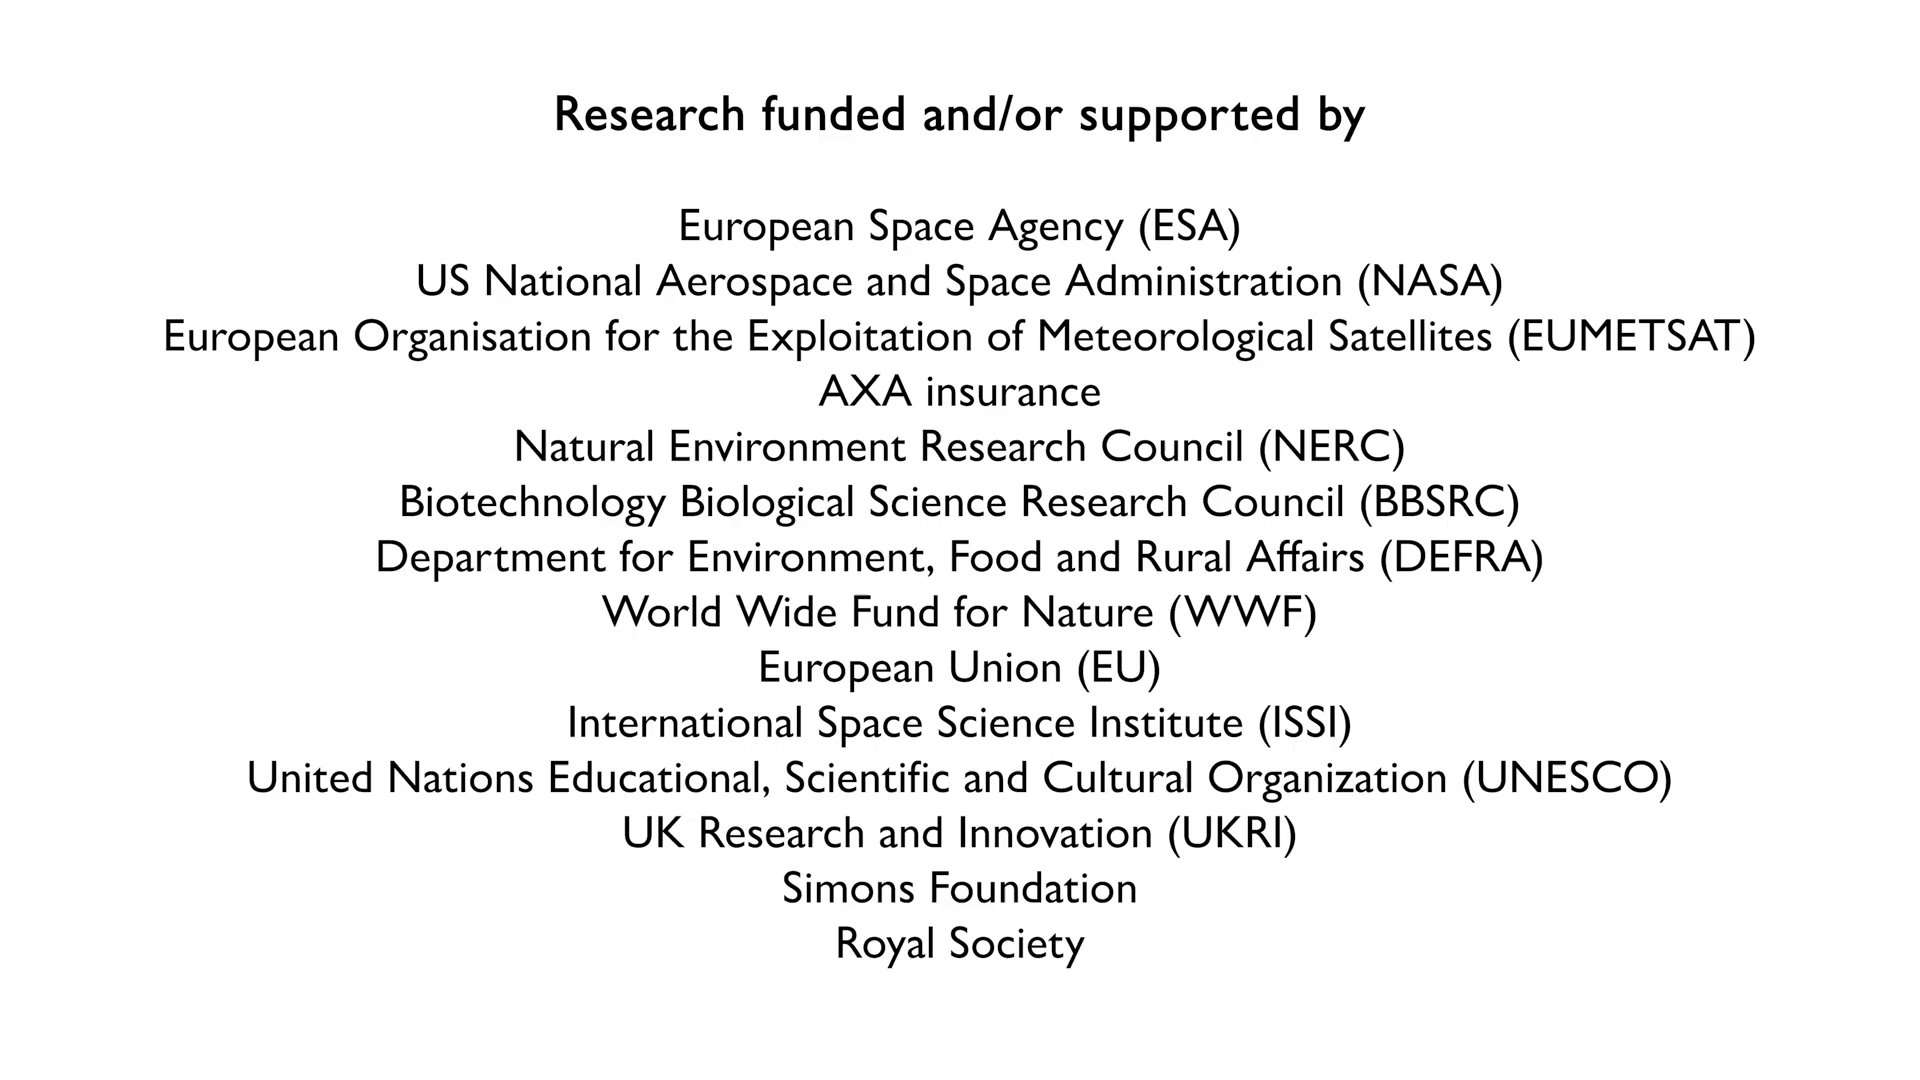 Research funded and/or supported by
European Space Agency (ESA)
US National Aerospace and Space Administration (NASA)
European Organisation for the Exploitation of Meteorological Satellites (EUMETSAT)
AXA insurance
Natural Environment Research Council (NERC)
Biotechnology Biological Science Research Council (BBSRC)
Department for Environment, Food and Rural Affairs (DEFRA)
World Wide Fund for Nature (WWF)
European Union (EU)
International Space Science Institute (ISSI)
United Nations Educational, Scientific and Cultural Organization (UNESCO)
UK Research and Innovation (UKRI)
Simons Foundation
Royal Society